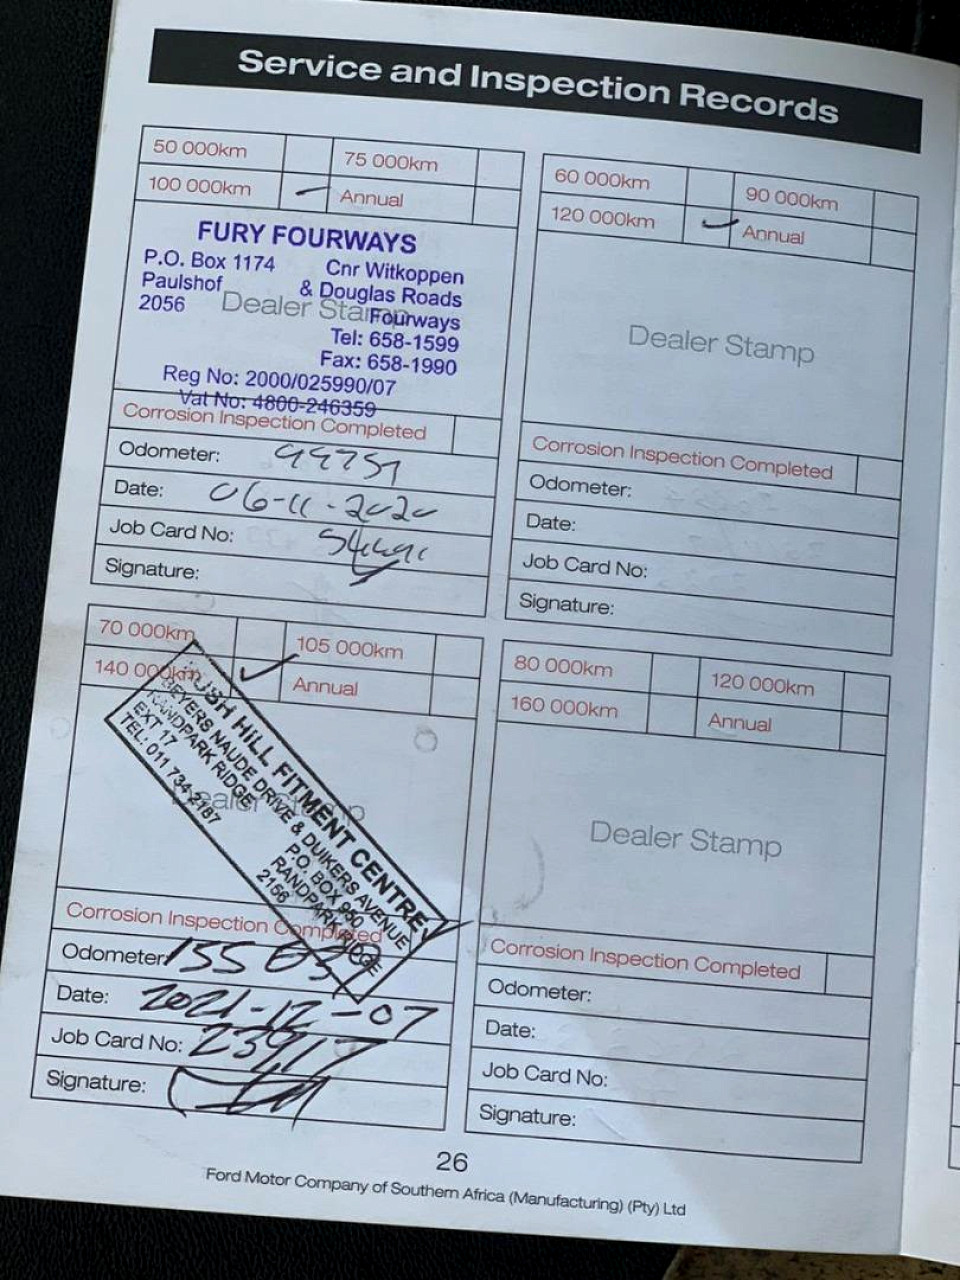 Service and Inspection Records
50 000km
75 000km
100 000km
Annual
FURY FOURWAYS
P.O. Box 1174 Cnr Witkoppen
Paulshof & Douglas Roads
2056 Fourways
Dealer Stamp
Tel: 658-1599
Fax: 658-1990
Reg No: 2000/025990/07
Vat No: 4800-246359
Corrosion Inspection Completed
Odometer: 99751
Date: 06-11-2020
Job Card No:
Signature:
60 000km
90 000km
120 000km
Annual
Dealer Stamp
Corrosion Inspection Completed
Odometer:
Date:
Job Card No:
Signature:
70 000km
105 000km
140 000km
Annual
RUSH HILL FITMENT CENTRE
BEYERS NAUDE DRIVE & DUIKERS AVENUE
RANDPARK RIDGE P.O. BOX 950
EXT 17 RANDPARK RIDGE
TEL: 011 734 2187 2156
Dealer Stamp
Corrosion Inspection Completed
Odometer:
Date: 2021-12-07
Job Card No:
Signature:
80 000km
120 000km
160 000km
Annual
Dealer Stamp
Corrosion Inspection Completed
Odometer:
Date:
Job Card No:
Signature:
26
Ford Motor Company of Southern Africa (Manufacturing) (Pty) Ltd